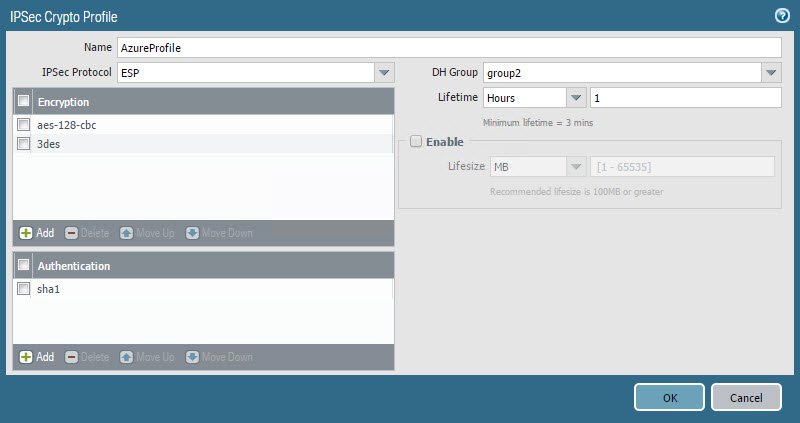 IPSec Crypto Profile
Name AzureProfile
IPSec Protocol ESP
DH Group group2
Encryption
aes-128-cbc
3des
Add Delete Move Up Move Down
Authentication
sha1
Add Delete Move Up Move Down
Lifetime Hours 1
Minimum lifetime = 3 mins
Enable
Lifesize MB [1 - 65535]
Recommended lifesize is 100MB or greater
OK Cancel